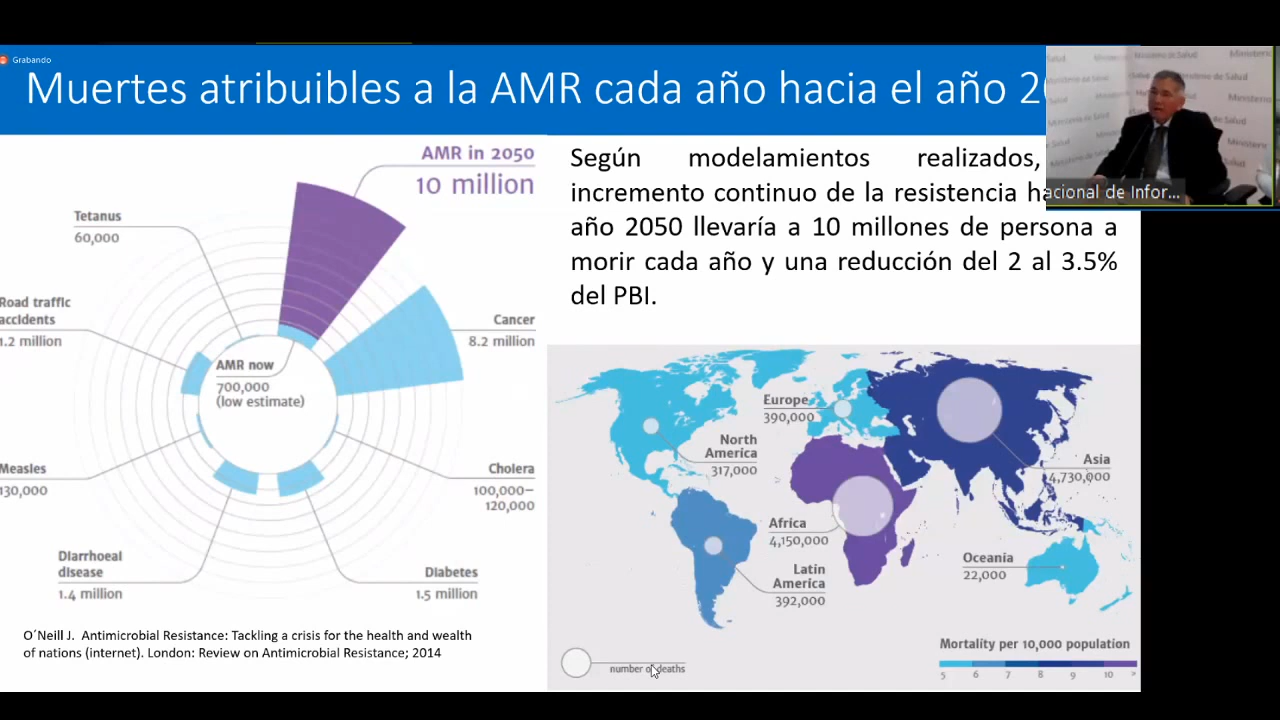 Grabando
Muertes atribuibles a la AMR cada año hacia el año
AMR in 2050
10 million
Tetanus
60,000
Road traffic
accidents
1.2 million
Cancer
8.2 million
AMR now
700,000
(low estimate)
Measles
130,000
Cholera
100,000–
120,000
Diarrhoeal
disease
1.4 million
Diabetes
1.5 million
O´Neill J. Antimicrobial Resistance: Tackling a crisis for the health and wealth
of nations (internet). London: Review on Antimicrobial Resistance; 2014
Según modelamientos realizados,
incremento continuo de la resistencia
año 2050 llevaría a 10 millones de persona a
morir cada año y una reducción del 2 al 3.5%
del PBI.
Ministerio de Salud
acional de Infor...
Europe
390,000
North
America
317,000
Asia
4,730,000
Africa
4,150,000
Latin
America
392,000
Oceania
22,000
number of deaths
Mortality per 10,000 population
5 6 7 8 9 10 >